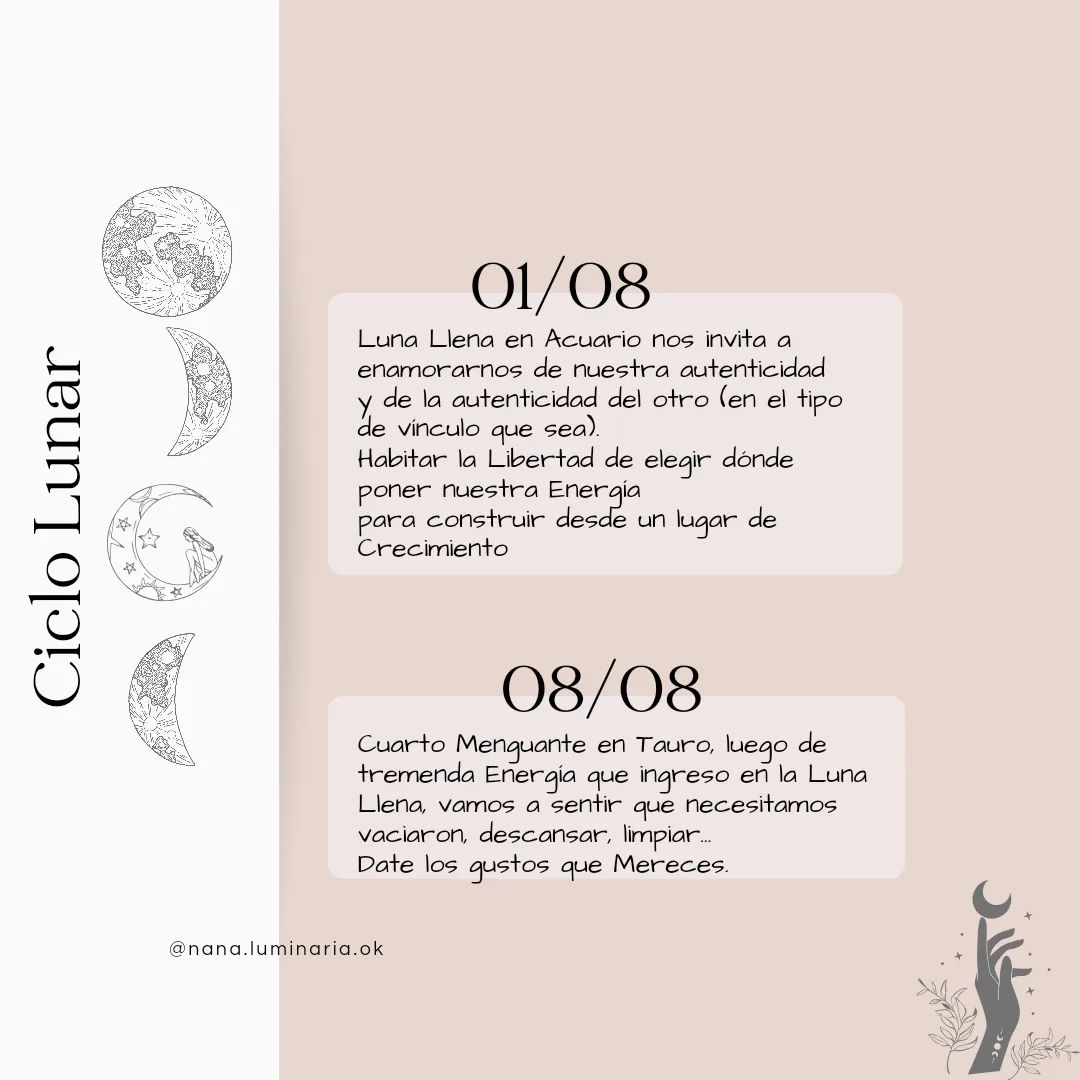 Ciclo Lunar
01/08
Luna Llena en Acuario nos invita a
enamorarnos de nuestra autenticidad
y de la autenticidad del otro (en el tipo
de vínculo que sea).
Habitar la Libertad de elegir dónde
poner nuestra Energía
para construir desde un lugar de
Crecimiento
08/08
Cuarto Menguante en Tauro, luego de
tremenda Energía que ingreso en la Luna
Llena, vamos a sentir que necesitamos
vaciaron, descansar, limpiar...
Date los gustos que Mereces.
@nana.luminaria.ok